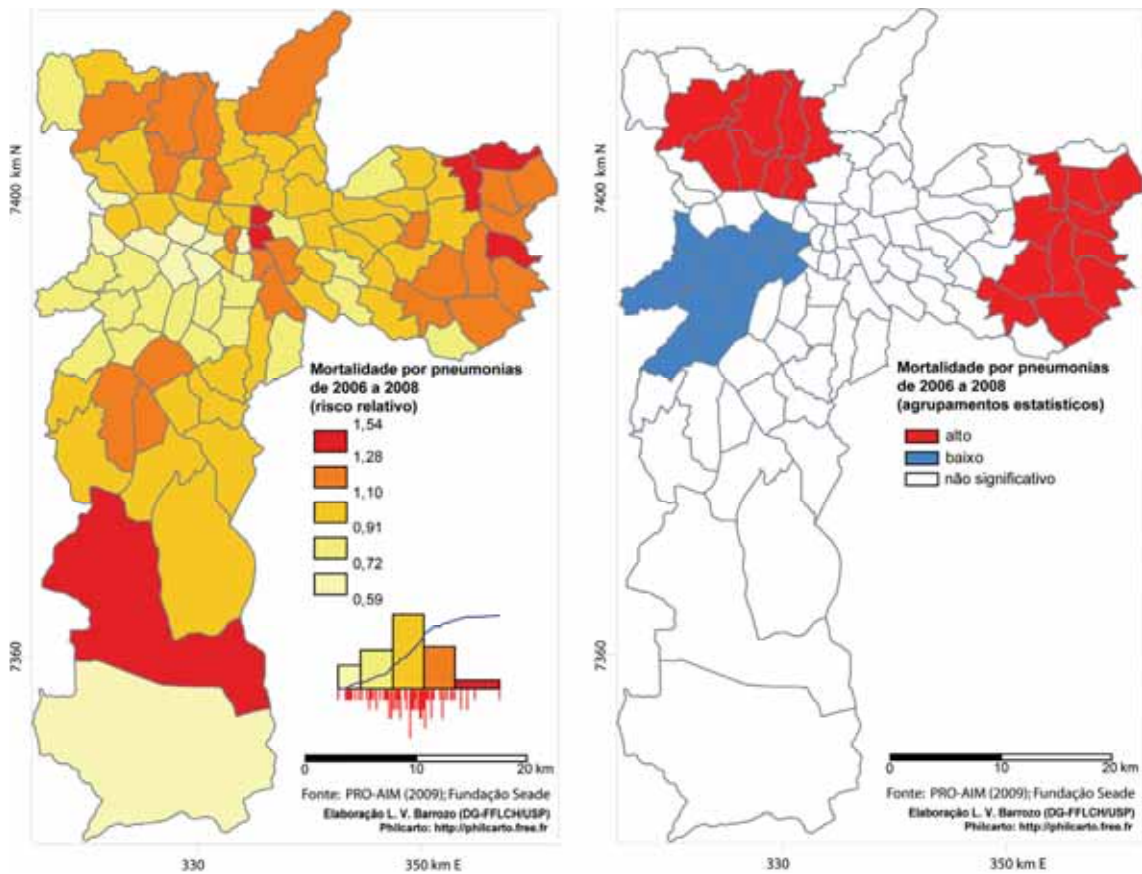 7400 km N
7360
Mortalidade por pneumonias
de 2006 a 2008
(risco relativo)
1,54
1,28
1,10
0,91
0,72
0,59
0
10
20 km
Fonte: PRO-AIM (2009); Fundação Seade
Elaboração L. V. Barrozo (DG-FFLCH/USP)
Philcarto: http://philcarto.free.fr
330
350 km E
7400 km N
7360
Mortalidade por pneumonias
de 2006 a 2008
(agrupamentos estatísticos)
alto
baixo
não significativo
0
10
20 km
Fonte: PRO-AIM (2009); Fundação Seade
Elaboração L. V. Barrozo (DG-FFLCH/USP)
Philcarto: http://philcarto.free.fr
330
350 km E